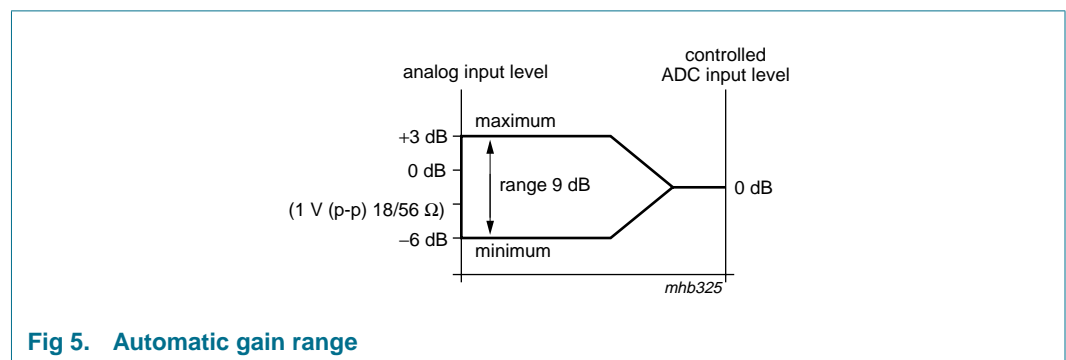 controlled
analog input level
ADC input level
maximum
+3 dB
0 dB
range 9 dB
0 dB
(1 V (p-p) 18/56 Ω)
−6 dB
minimum
mhb325
Fig 5. Automatic gain range